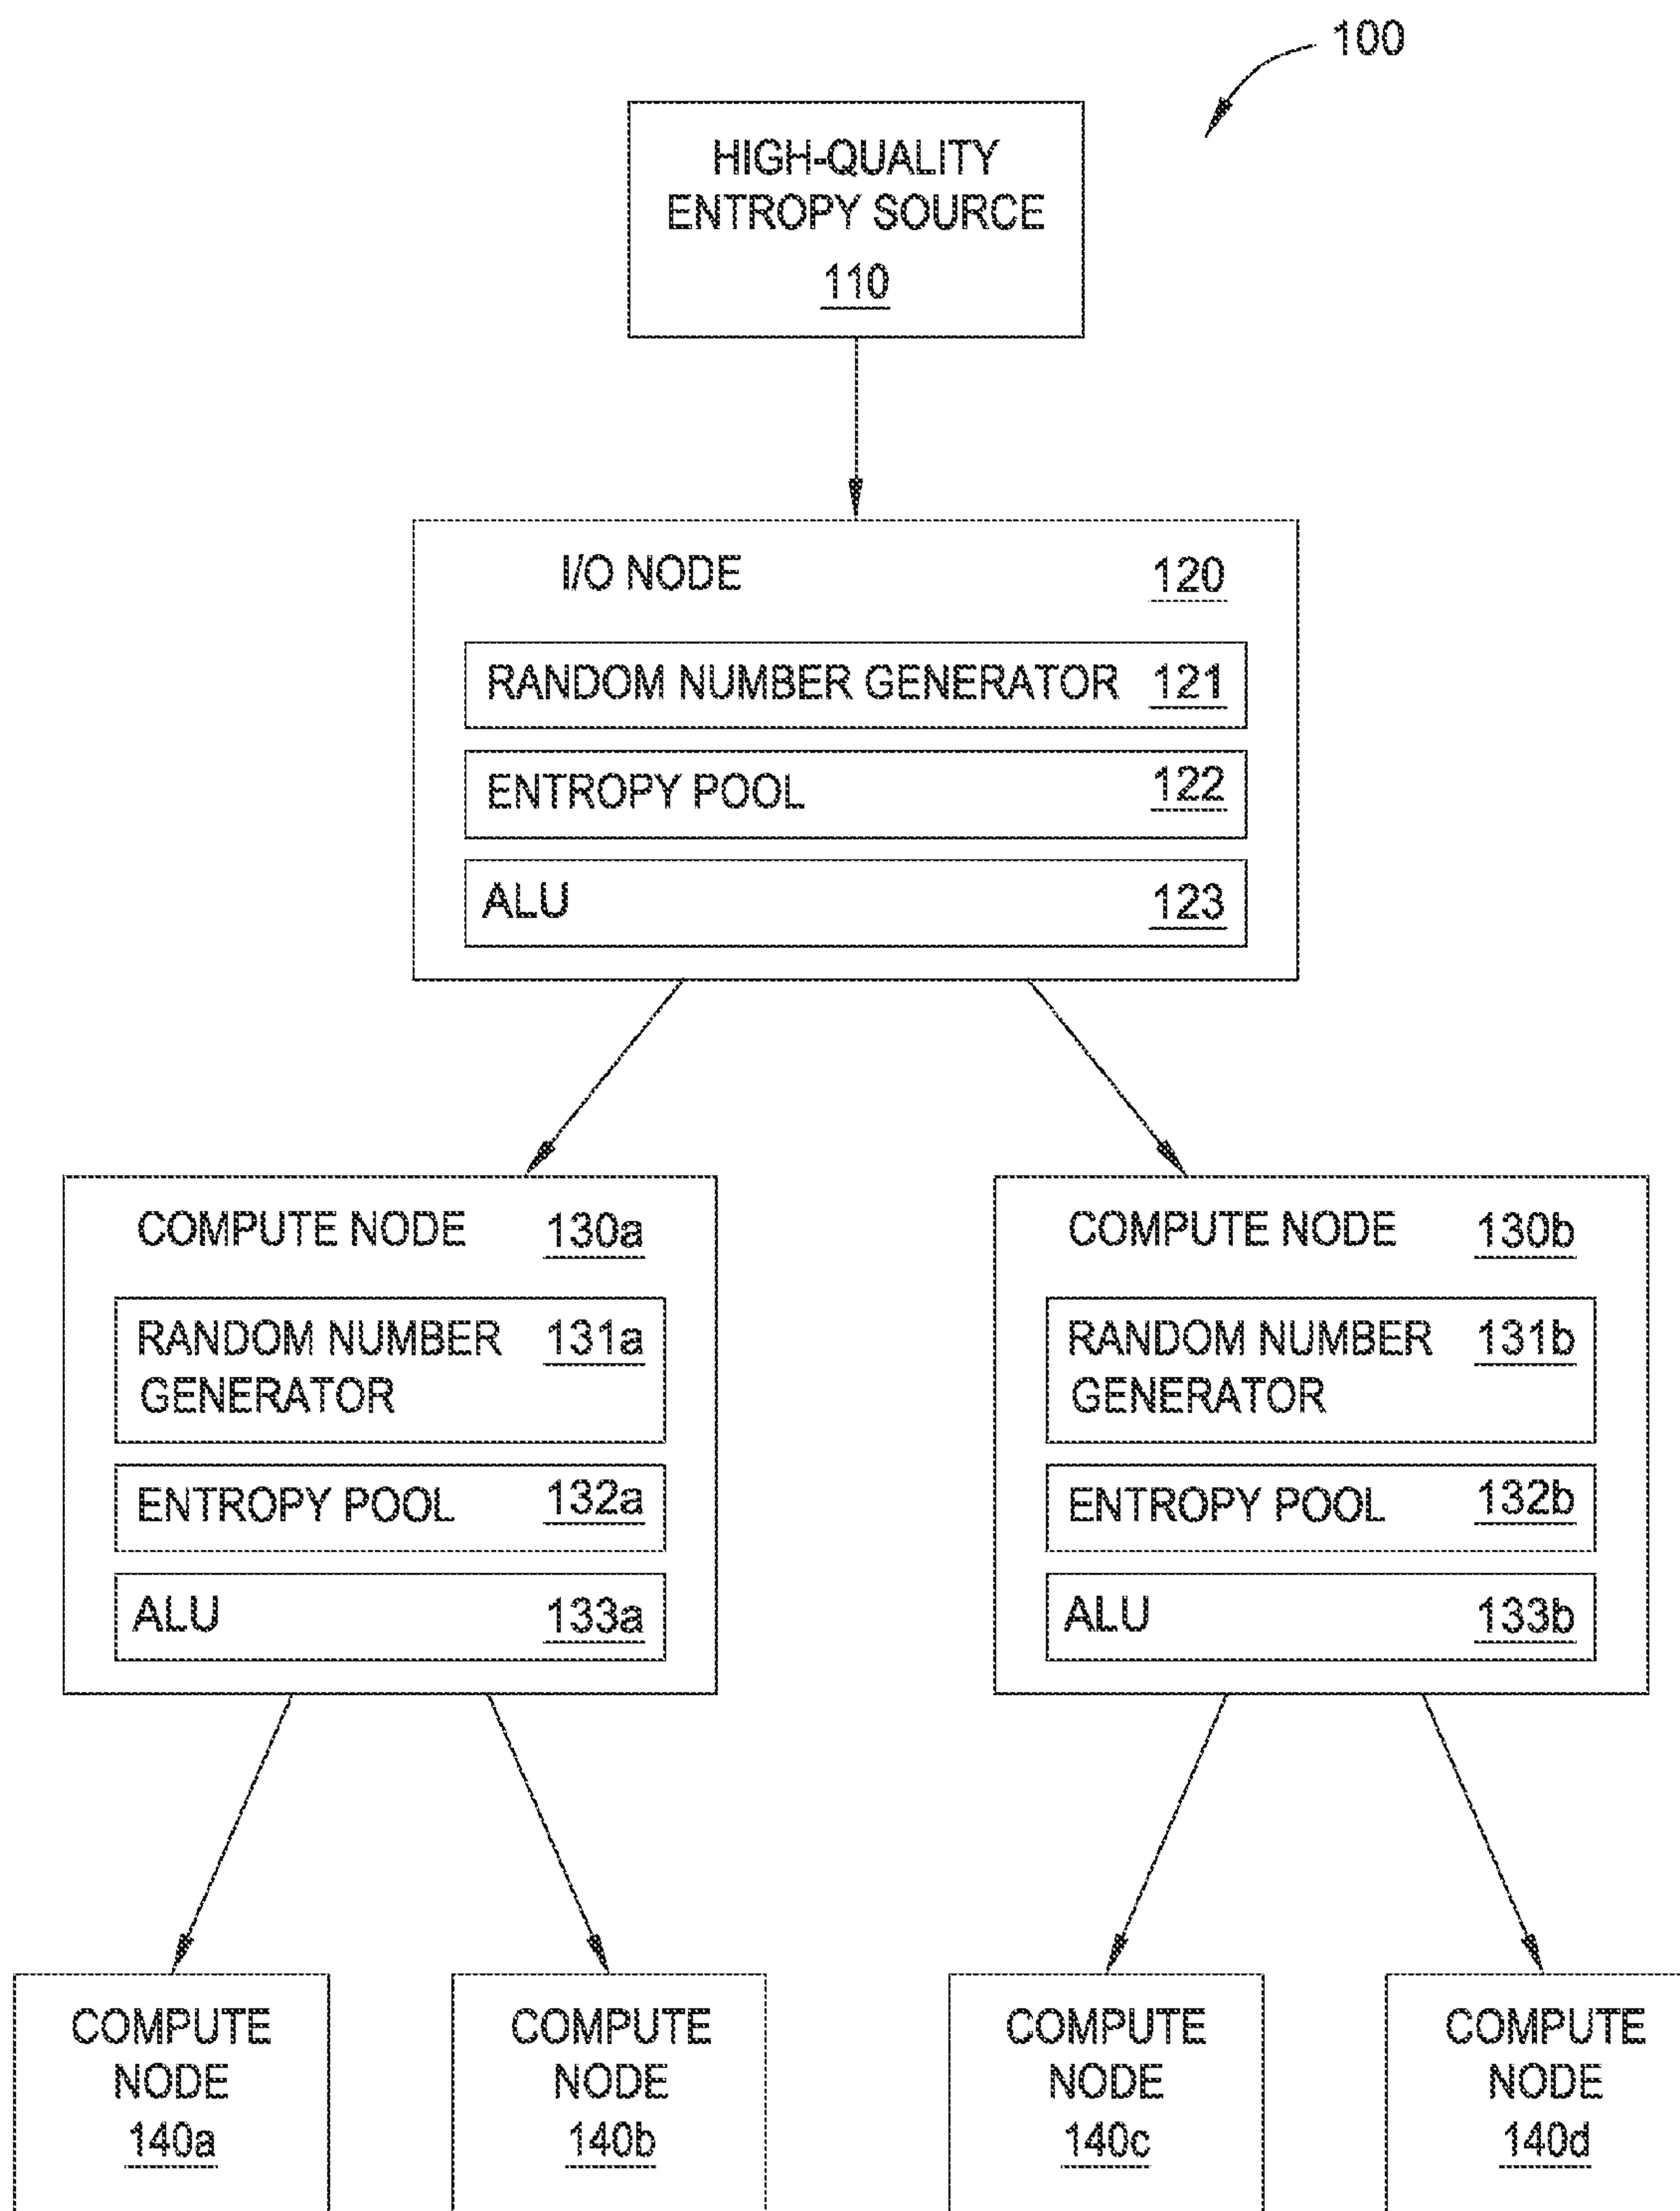 100
HIGH-QUALITY
ENTROPY SOURCE
110
I/O NODE 120
RANDOM NUMBER GENERATOR 121
ENTROPY POOL 122
ALU 123
COMPUTE NODE 130a
RANDOM NUMBER 131a
GENERATOR
ENTROPY POOL 132a
ALU 133a
COMPUTE NODE 130b
RANDOM NUMBER 131b
GENERATOR
ENTROPY POOL 132b
ALU 133b
COMPUTE
NODE
140a
COMPUTE
NODE
140b
COMPUTE
NODE
140c
COMPUTE
NODE
140d